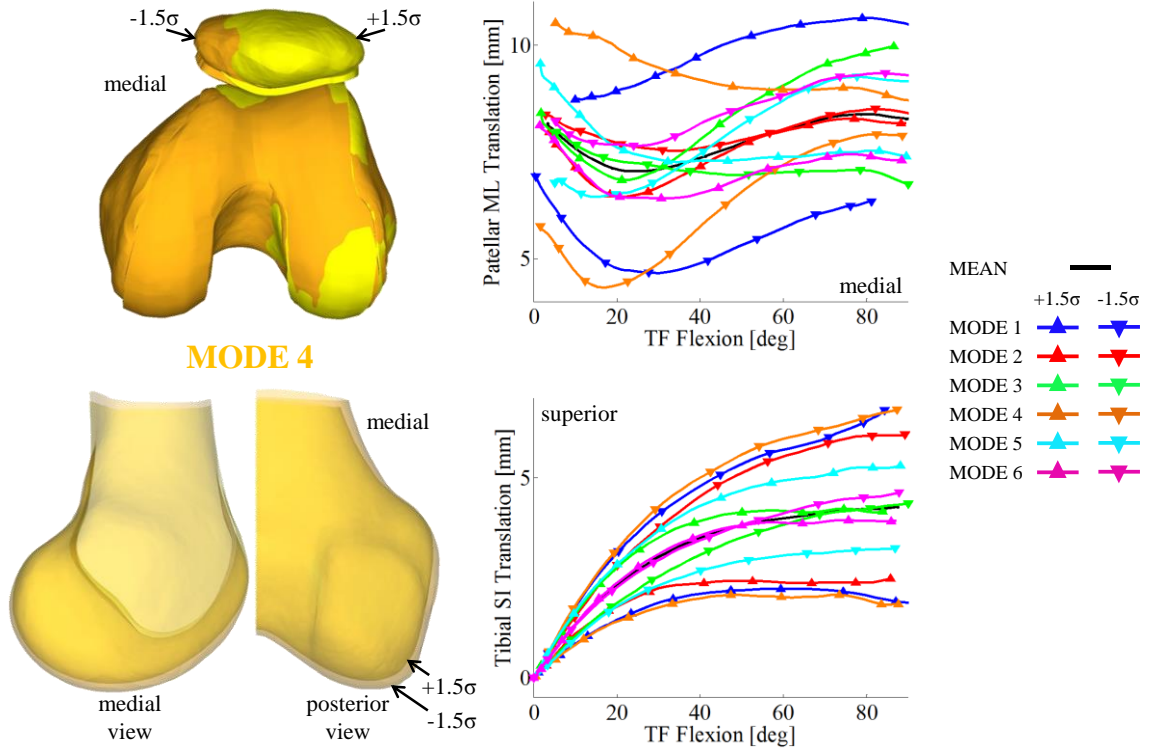 -1.5σ
+1.5σ
medial
MODE 4
medial
+1.5σ
-1.5σ
medial
view
posterior
view
Patellar ML Translation [mm]
10
5
0
20
40
60
80
medial
TF Flexion [deg]
superior
Tibial SI Translation [mm]
5
0
0
20
40
60
80
TF Flexion [deg]
MEAN
+1.5σ -1.5σ
MODE 1
MODE 2
MODE 3
MODE 4
MODE 5
MODE 6